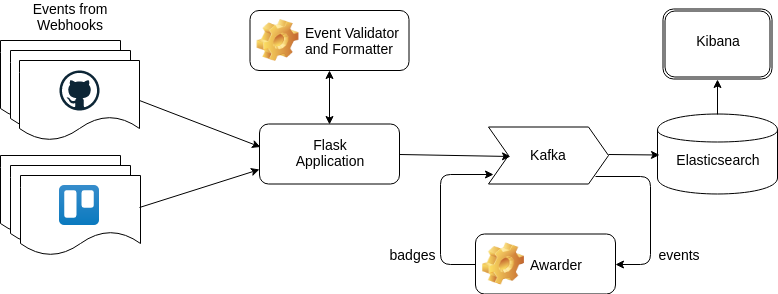 Events from
Webhooks
Event Validator
and Formatter
Flask
Application
Kafka
Kibana
Elasticsearch
badges
Awarder
events